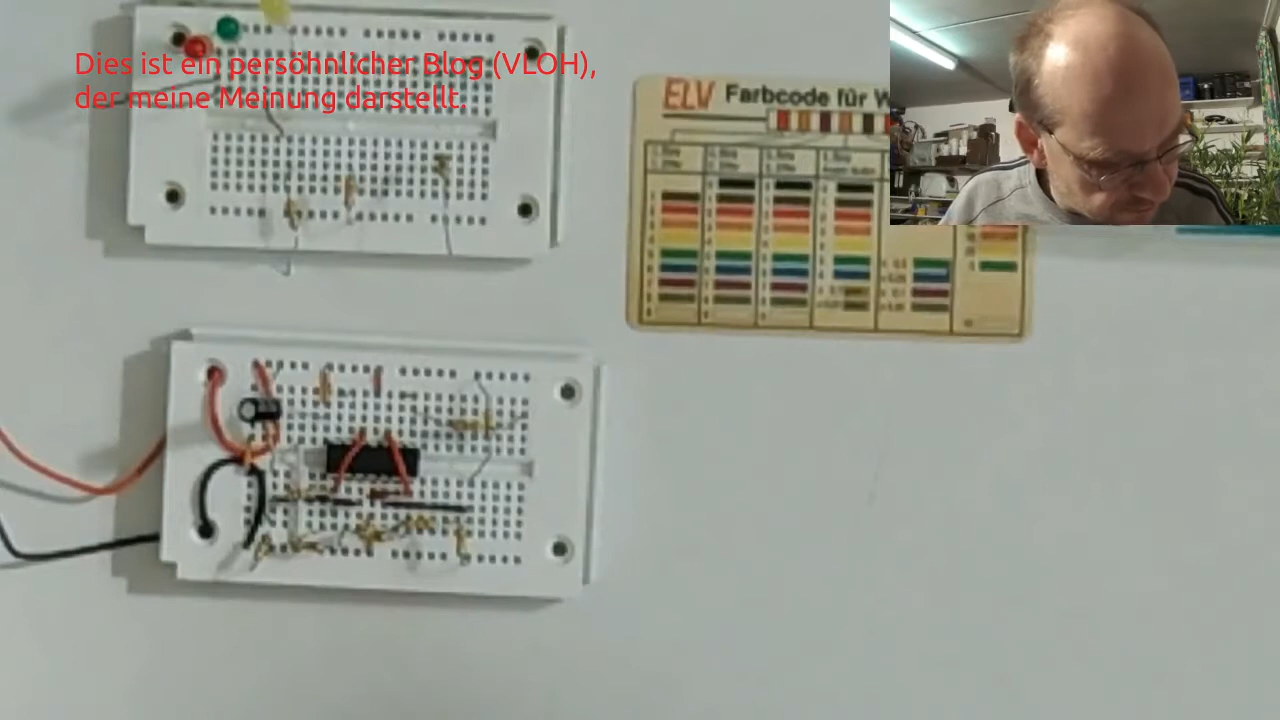 Dies ist ein persöhnlicher Blog (VLOH),
der meine Meinung darstellt.
ELV Farbcode für W